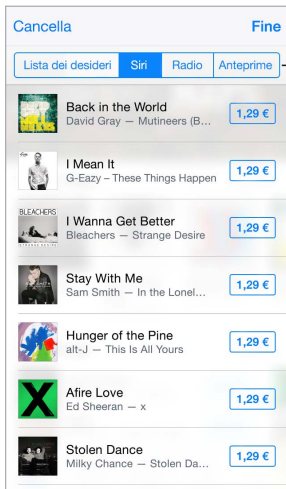 Cancella Fine
Lista dei desideri Siri Radio Anteprime
Back in the World
David Gray — Mutineers (B...
1,29 €
I Mean It
G-Eazy – These Things Happen
1,29 €
BLEACHERS
STRANGE DESIRE
I Wanna Get Better
Bleachers — Strange Desire
1,29 €
Stay With Me
Sam Smith — In the Lonel...
1,29 €
Hunger of the Pine
alt-J — This Is All Yours
1,29 €
Afire Love
Ed Sheeran — x
1,29 €
Stolen Dance
Milky Chance — Stolen Da...
1,29 €